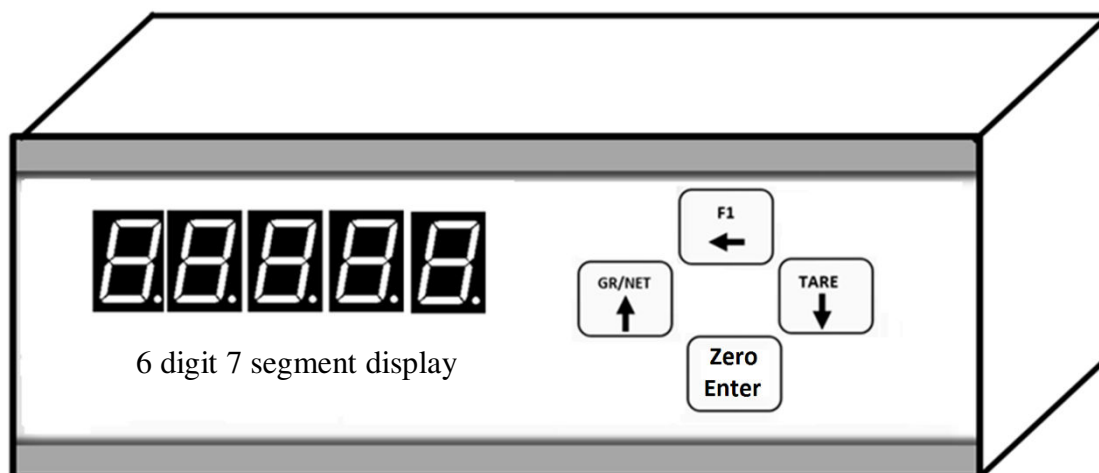 F1
GR/NET
TARE
Zero
Enter
6 digit 7 segment display